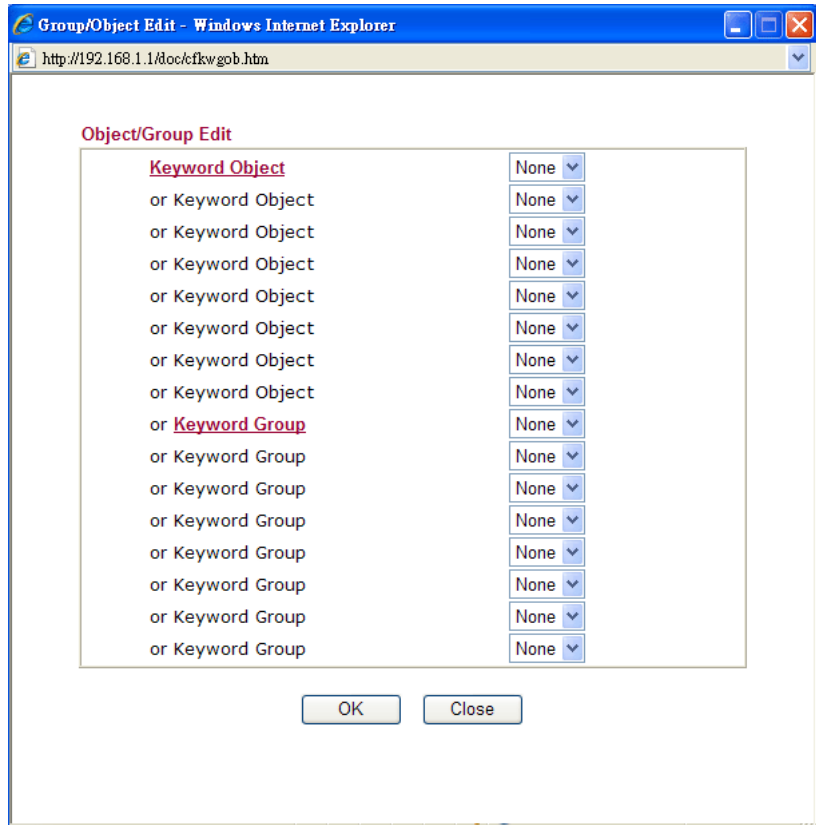 Group/Object Edit - Windows Internet Explorer
http://192.168.1.1/doc/cfkwgob.htm
Object/Group Edit
Keyword Object None
or Keyword Object None
or Keyword Object None
or Keyword Object None
or Keyword Object None
or Keyword Object None
or Keyword Object None
or Keyword Object None
or Keyword Group None
or Keyword Group None
or Keyword Group None
or Keyword Group None
or Keyword Group None
or Keyword Group None
or Keyword Group None
or Keyword Group None
OK Close